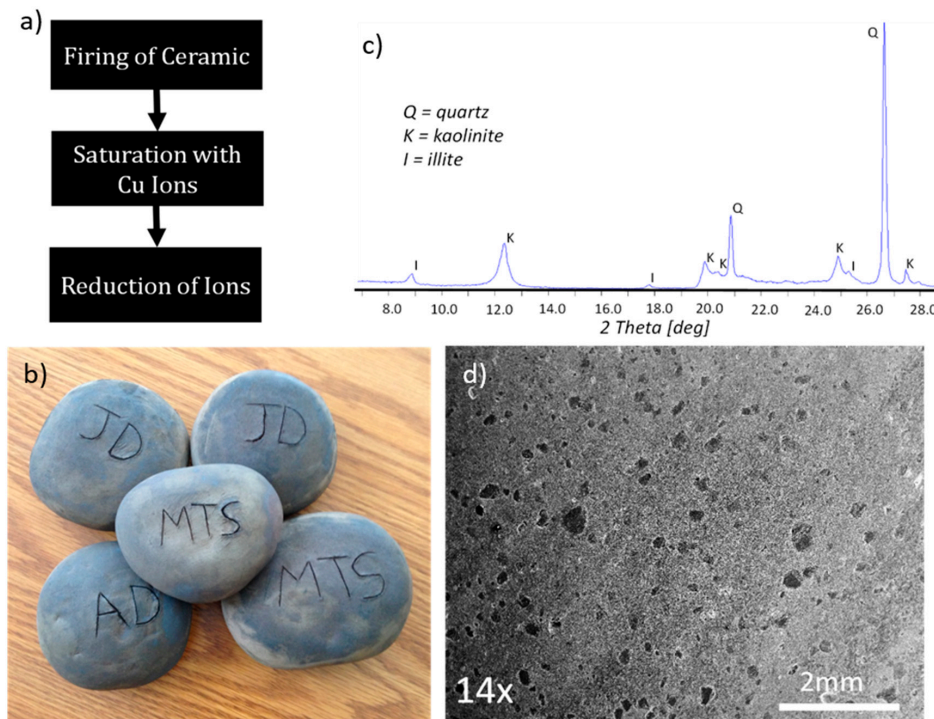 a)
Firing of Ceramic
Saturation with
Cu Ions
Reduction of Ions
c)
Q = quartz
K = kaolinite
I = illite
I
K
I
K
K
Q
K
I
Q
K
8.0 10.0 12.0 14.0 16.0 18.0 20.0 22.0 24.0 26.0 28.0
2 Theta [deg]
b)
JD
JD
MTS
AD
MTS
d)
14x
2mm